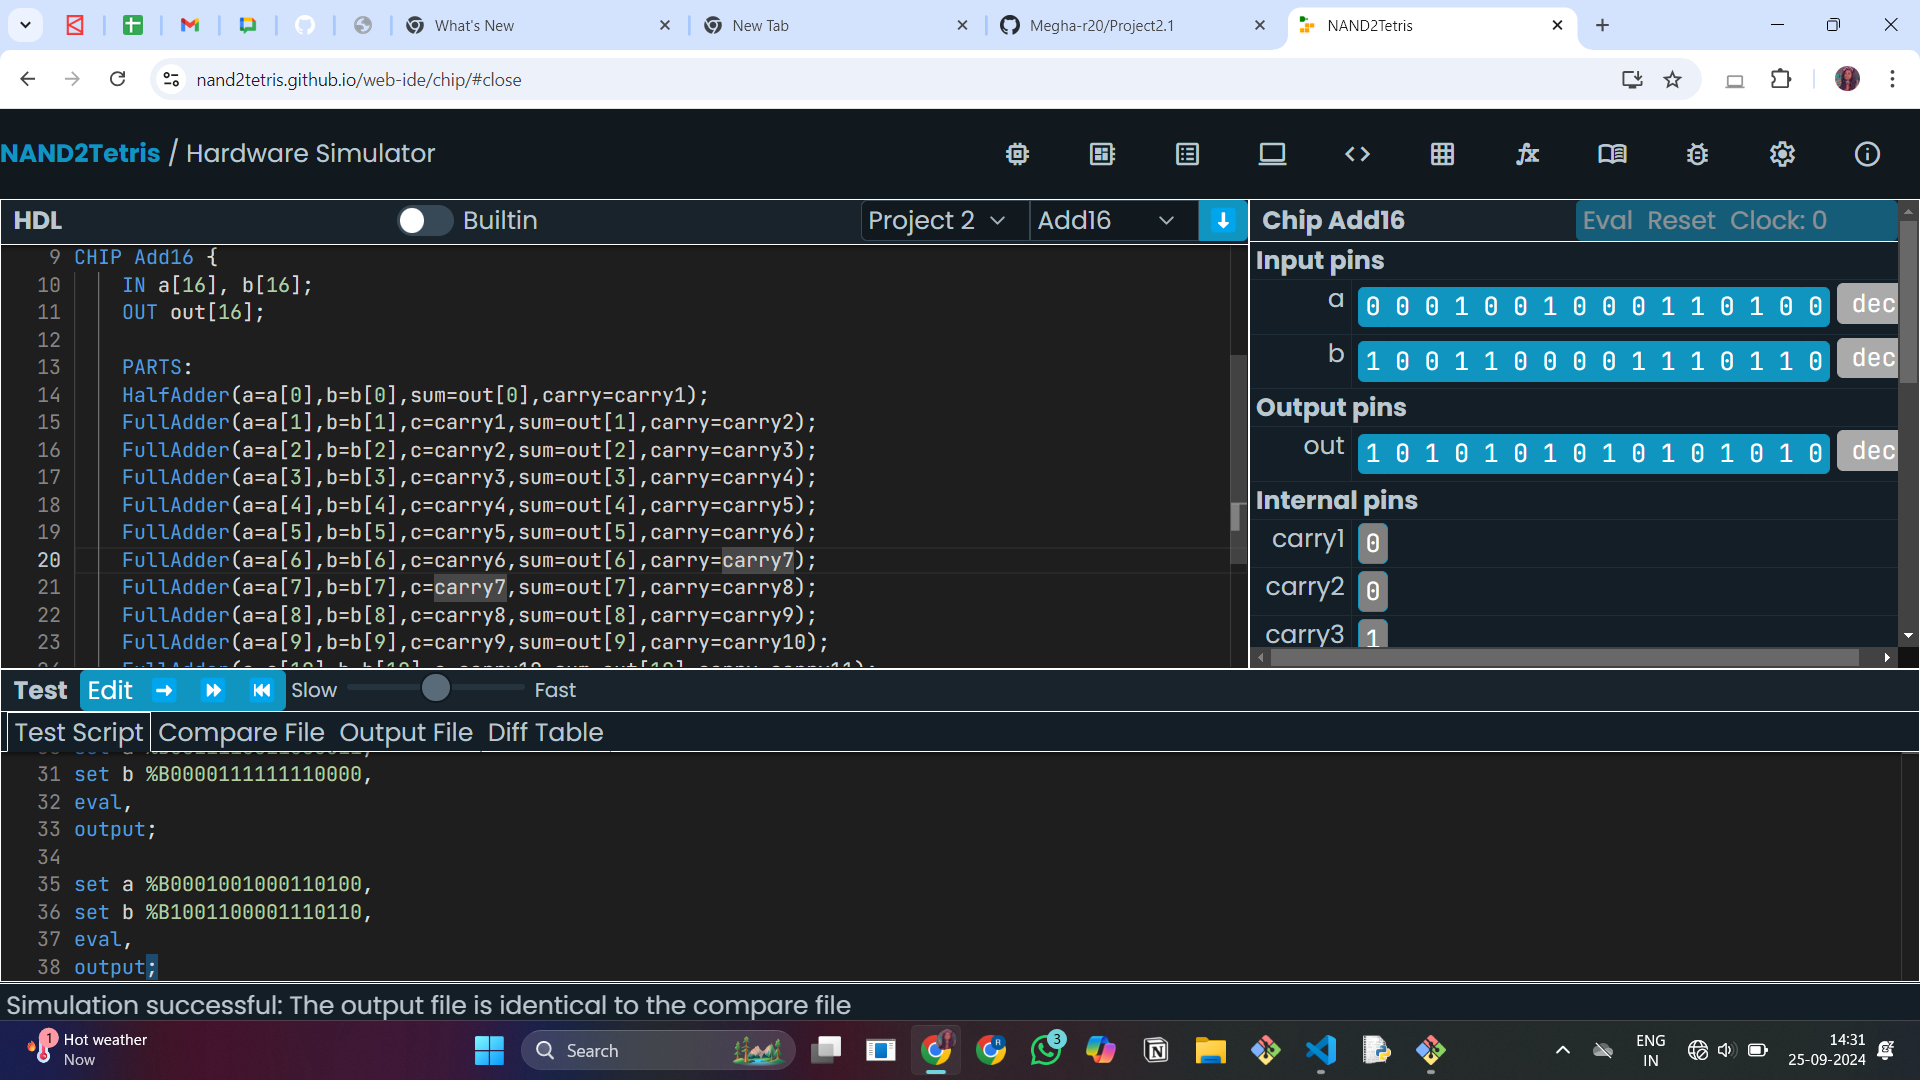 What's New
New Tab
Megha-r20/Project2.1
NAND2Tetris
nand2tetris.github.io/web-ide/chip/#close
NAND2Tetris / Hardware Simulator
HDL
Builtin
Project 2
Add16
9 CHIP Add16 {
10 IN a[16], b[16];
11 OUT out[16];
12
13 PARTS:
14 HalfAdder(a=a[0],b=b[0],sum=out[0],carry=carry1);
15 FullAdder(a=a[1],b=b[1],c=carry1,sum=out[1],carry=carry2);
16 FullAdder(a=a[2],b=b[2],c=carry2,sum=out[2],carry=carry3);
17 FullAdder(a=a[3],b=b[3],c=carry3,sum=out[3],carry=carry4);
18 FullAdder(a=a[4],b=b[4],c=carry4,sum=out[4],carry=carry5);
19 FullAdder(a=a[5],b=b[5],c=carry5,sum=out[5],carry=carry6);
20 FullAdder(a=a[6],b=b[6],c=carry6,sum=out[6],carry=carry7);
21 FullAdder(a=a[7],b=b[7],c=carry7,sum=out[7],carry=carry8);
22 FullAdder(a=a[8],b=b[8],c=carry8,sum=out[8],carry=carry9);
23 FullAdder(a=a[9],b=b[9],c=carry9,sum=out[9],carry=carry10);
Chip Add16
Eval Reset Clock: 0
Input pins
a 0 0 0 1 0 0 1 0 0 0 1 1 0 1 0 0 dec
b 1 0 0 1 1 0 0 0 0 1 1 1 0 1 1 0 dec
Output pins
out 1 0 1 0 1 0 1 0 1 0 1 0 1 0 1 0 dec
Internal pins
carry1 0
carry2 0
carry3 1
Test Edit Slow Fast
Test Script Compare File Output File Diff Table
31 set b %B0000111111110000,
32 eval,
33 output;
34
35 set a %B0001001000110100,
36 set b %B1001100001110110,
37 eval,
38 output;
Simulation successful: The output file is identical to the compare file
1
Hot weather
Now
Search
3
ENG
IN
14:31
25-09-2024